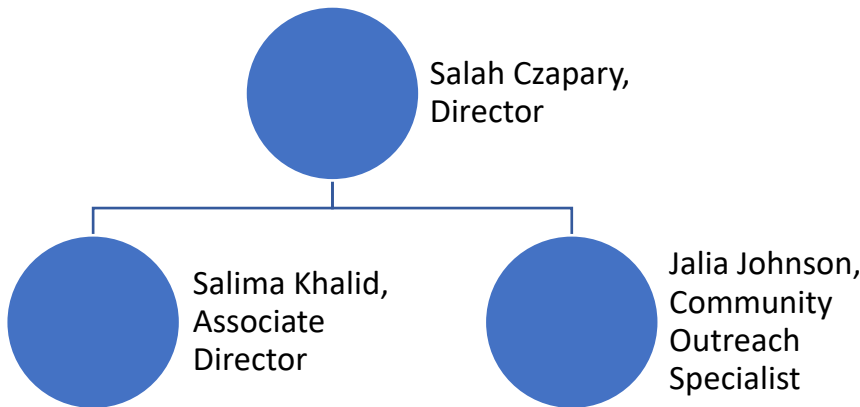 Salah Czapary,
Director
Salima Khalid,
Associate
Director
Jalia Johnson,
Community
Outreach
Specialist